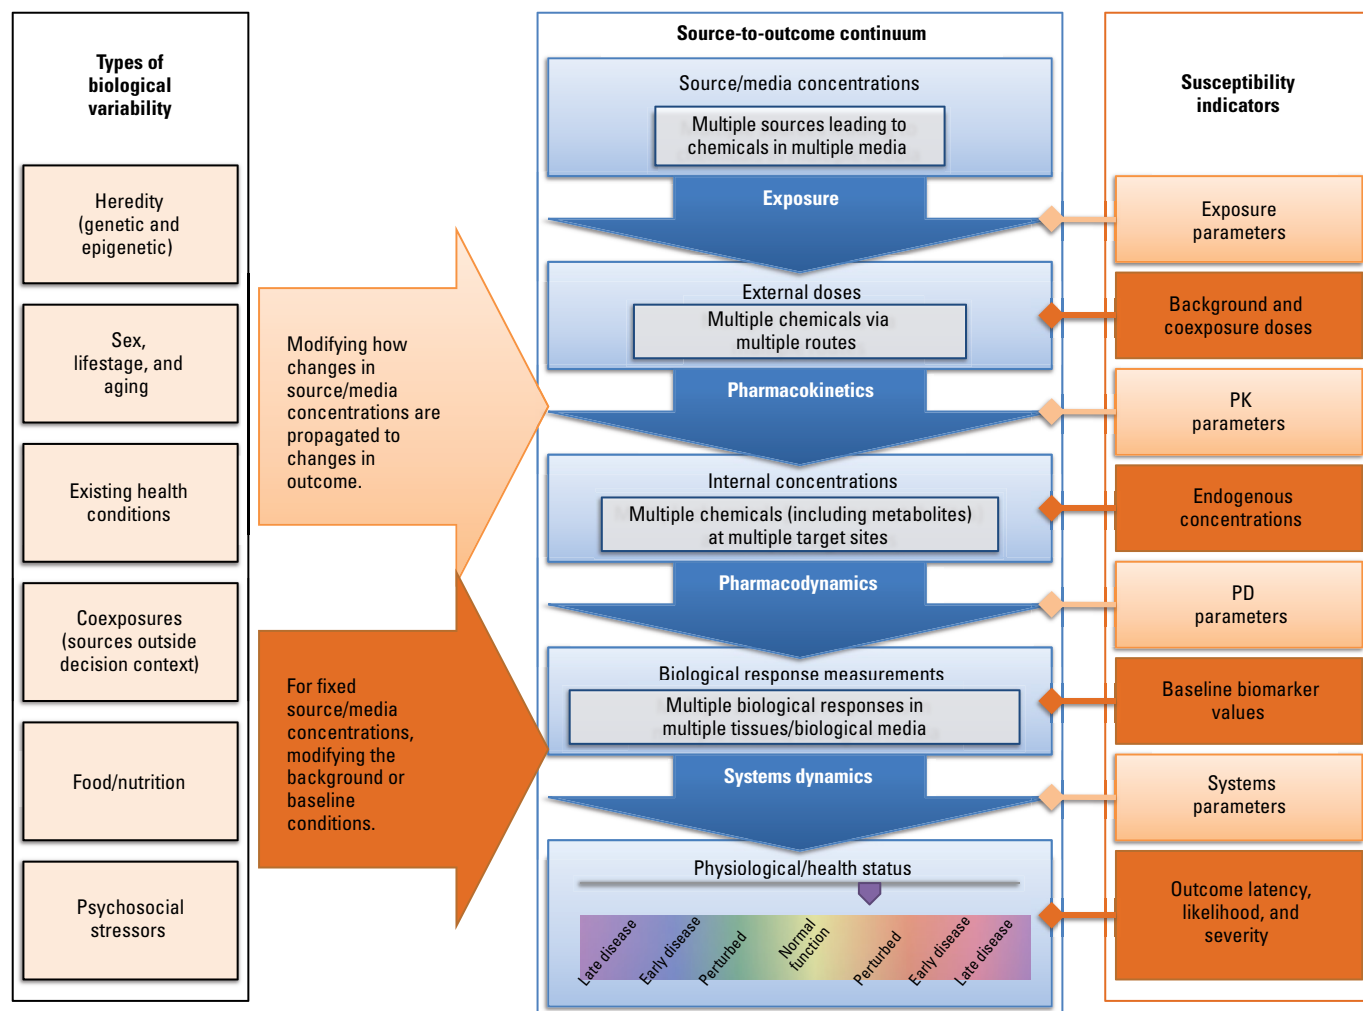 Types of
biological
variability
Heredity
(genetic and
epigenetic)
Sex,
lifestage, and
aging
Existing health
conditions
Coexposures
(sources outside
decision context)
Food/nutrition
Psychosocial
stressors
Modifying how
changes in
source/media
concentrations are
propagated to
changes in
outcome.
For fixed
source/media
concentrations,
modifying the
background or
baseline
conditions.
Source-to-outcome continuum
Source/media concentrations
Multiple sources leading to
chemicals in multiple media
Exposure
External doses
Multiple chemicals via
multiple routes
Pharmacokinetics
Internal concentrations
Multiple chemicals (including metabolites)
at multiple target sites
Pharmacodynamics
Biological response measurements
Multiple biological responses in
multiple tissues/biological media
Systems dynamics
Physiological/health status
Late disease
Early disease
Perturbed
Normal
function
Perturbed
Early disease
Late disease
Susceptibility
indicators
Exposure
parameters
Background and
coexposure doses
PK
parameters
Endogenous
concentrations
PD
parameters
Baseline biomarker
values
Systems
parameters
Outcome latency,
likelihood, and
severity